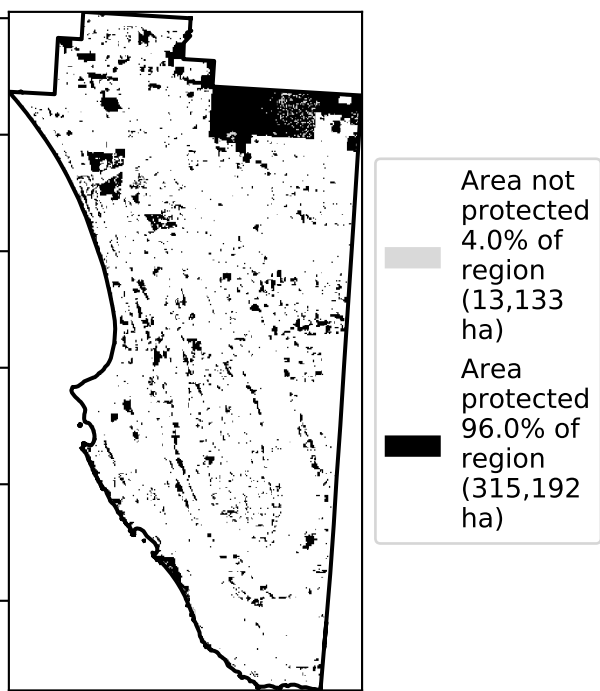 Area not
protected
4.0% of
region
(13,133
ha)
Area
protected
96.0% of
region
(315,192
ha)